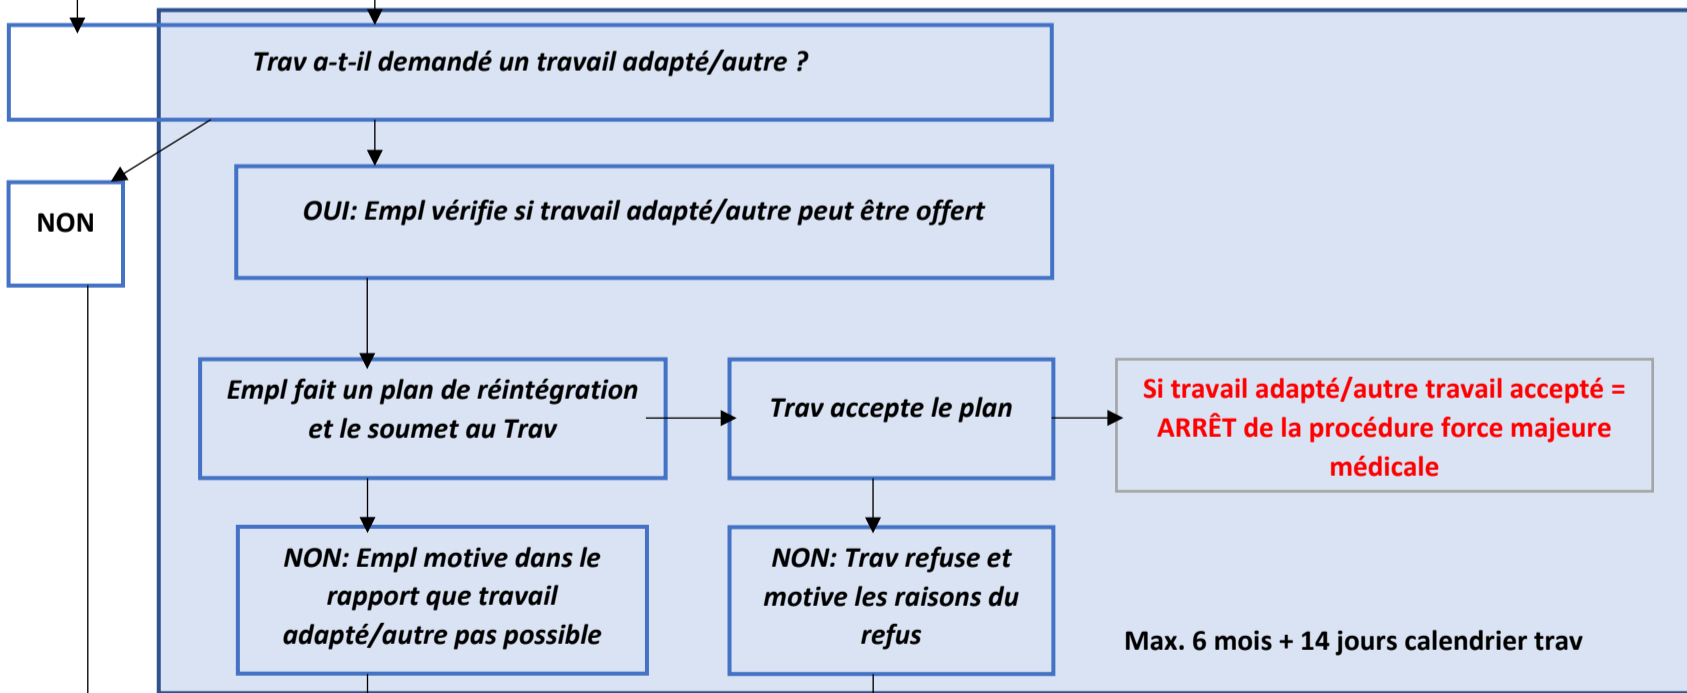 Trav a-t-il demandé un travail adapté/autre ?
NON
OUI: Empl vérifie si travail adapté/autre peut être offert
Empl fait un plan de réintégration
et le soumet au Trav
Trav accepte le plan
Si travail adapté/autre travail accepté =
ARRÊT de la procédure force majeure
médicale
NON: Empl motive dans le
rapport que travail
adapté/autre pas possible
NON: Trav refuse et
motive les raisons du
refus
Max. 6 mois + 14 jours calendrier trav